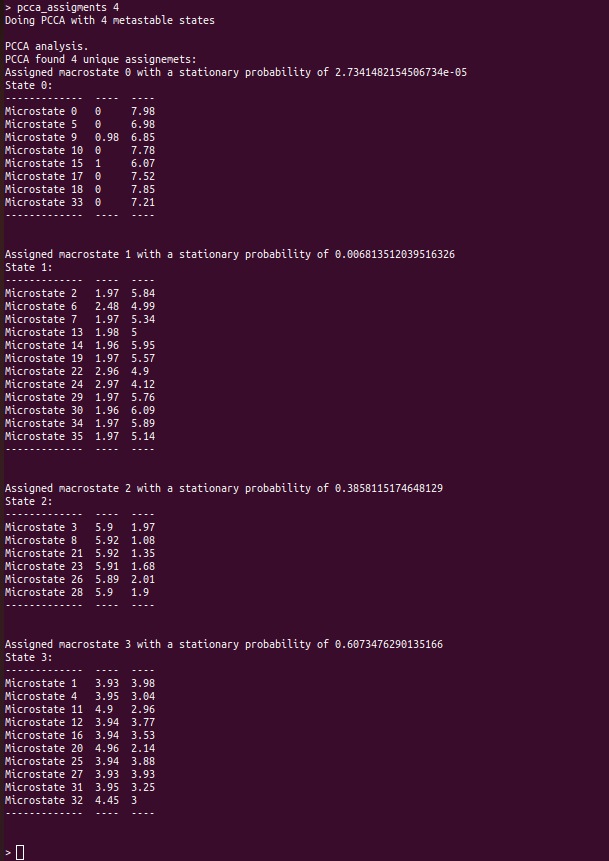 > pcca_assigments 4
Doing PCCA with 4 metastable states
PCCA analysis.
PCCA found 4 unique assignemets:
Assigned macrostate 0 with a stationary probability of 2.7341482154506734e-05
State 0:
-------------  ----  ----
Microstate 0   0     7.98
Microstate 5   0     6.98
Microstate 9   0.98  6.85
Microstate 10  0     7.78
Microstate 15  1     6.07
Microstate 17  0     7.52
Microstate 18  0     7.85
Microstate 33  0     7.21
-------------  ----  ----
Assigned macrostate 1 with a stationary probability of 0.006813512039516326
State 1:
-------------  ----  ----
Microstate 2   1.97  5.84
Microstate 6   2.48  4.99
Microstate 7   1.97  5.34
Microstate 13  1.98  5
Microstate 14  1.96  5.95
Microstate 19  1.97  5.57
Microstate 22  2.96  4.9
Microstate 24  2.97  4.12
Microstate 29  1.97  5.76
Microstate 30  1.96  6.09
Microstate 34  1.97  5.89
Microstate 35  1.97  5.14
-------------  ----  ----
Assigned macrostate 2 with a stationary probability of 0.3858115174648129
State 2:
-------------  ----  ----
Microstate 3   5.9   1.97
Microstate 8   5.92  1.08
Microstate 21  5.92  1.35
Microstate 23  5.91  1.68
Microstate 26  5.89  2.01
Microstate 28  5.9   1.9
-------------  ----  ----
Assigned macrostate 3 with a stationary probability of 0.6073476290135166
State 3:
-------------  ----  ----
Microstate 1   3.93  3.98
Microstate 4   3.95  3.04
Microstate 11  4.9   2.96
Microstate 12  3.94  3.77
Microstate 16  3.94  3.53
Microstate 20  4.96  2.14
Microstate 25  3.94  3.88
Microstate 27  3.93  3.93
Microstate 31  3.95  3.25
Microstate 32  4.45  3
-------------  ----  ----
>